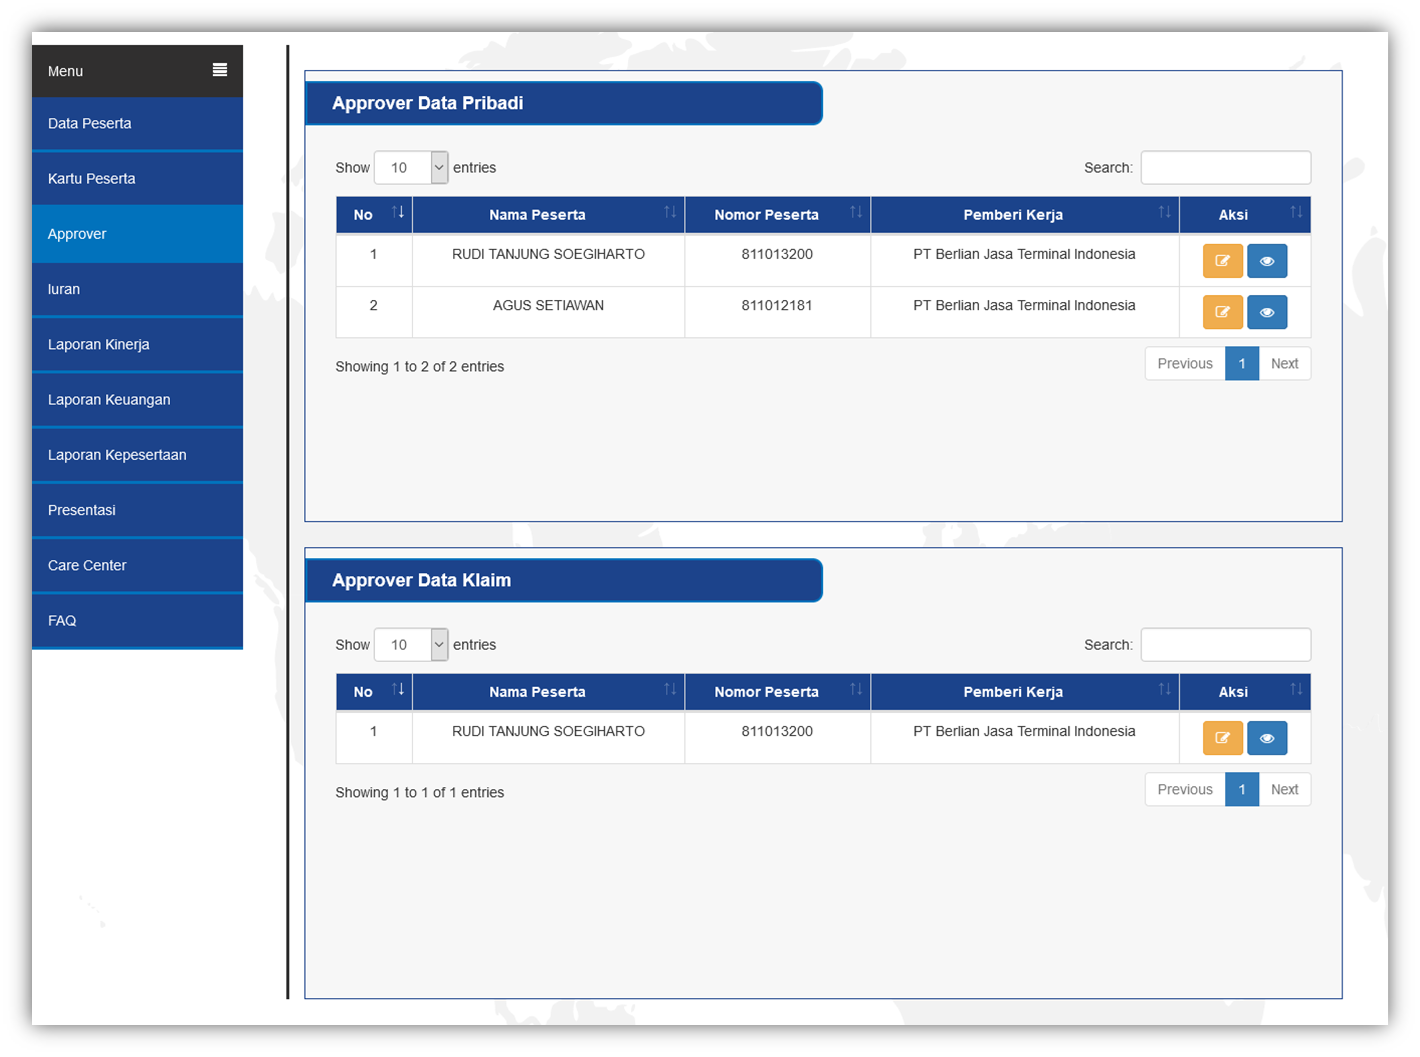 Menu
Data Peserta
Kartu Peserta
Approver
Iuran
Laporan Kinerja
Laporan Keuangan
Laporan Kepesertaan
Presentasi
Care Center
FAQ
Approver Data Pribadi
Show 10 entries Search:
No Nama Peserta Nomor Peserta Pemberi Kerja Aksi
1 RUDI TANJUNG SOEGIHARTO 811013200 PT Berlian Jasa Terminal Indonesia
2 AGUS SETIAWAN 811012181 PT Berlian Jasa Terminal Indonesia
Showing 1 to 2 of 2 entries Previous 1 Next
Approver Data Klaim
Show 10 entries Search:
No Nama Peserta Nomor Peserta Pemberi Kerja Aksi
1 RUDI TANJUNG SOEGIHARTO 811013200 PT Berlian Jasa Terminal Indonesia
Showing 1 to 1 of 1 entries Previous 1 Next